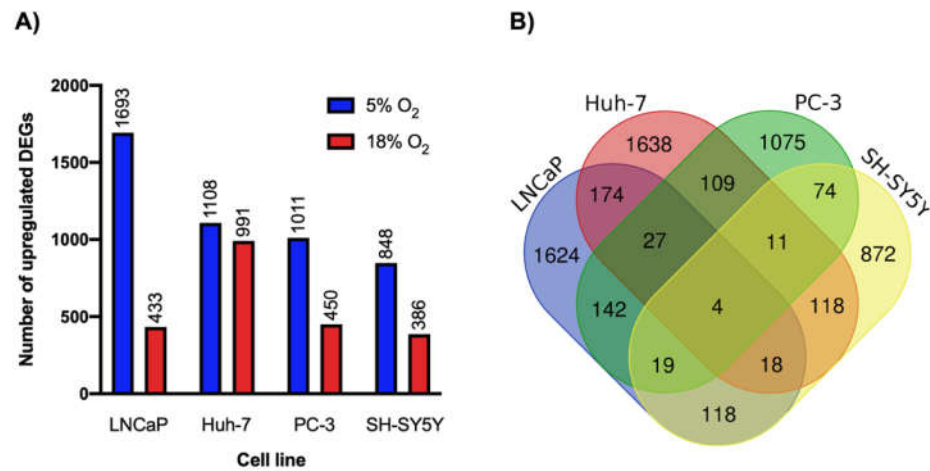 A)
Number of upregulated DEGs
2000
1500
1000
500
0
1693
433
1108
991
1011
450
848
386
5% O₂
18% O₂
LNCaP Huh-7 PC-3 SH-SY5Y
Cell line
B)
Huh-7 PC-3
LNCaP SH-SY5Y
1638 1075
174 109 74
1624 27 11 872
142 4 118
19 18
118